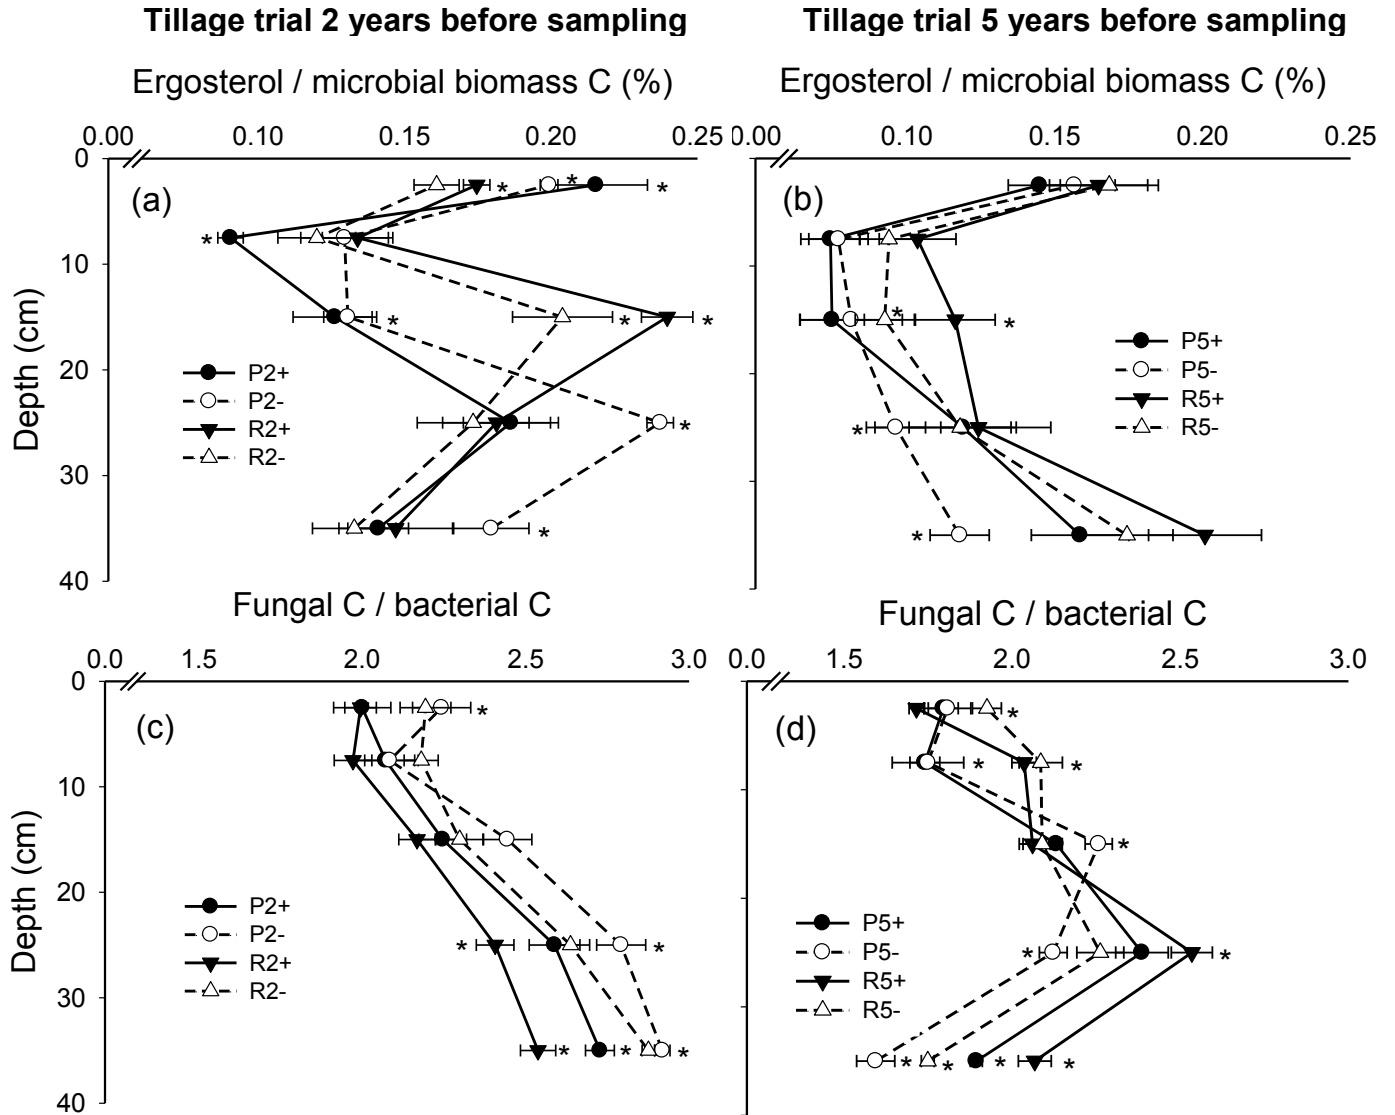 Tillage trial 2 years before sampling
Tillage trial 5 years before sampling
Ergosterol / microbial biomass C (%)
Ergosterol / microbial biomass C (%)
0.00 0.10 0.15 0.20 0.25
0.00 0.10 0.15 0.20 0.25
0
10
20
30
40
Depth (cm)
(a)
*
*
*
*
*
*
*
*
*
P2+
P2-
R2+
R2-
(b)
*
*
*
*
P5+
P5-
R5+
R5-
Fungal C / bacterial C
Fungal C / bacterial C
0.0 1.5 2.0 2.5 3.0
0.0 1.5 2.0 2.5 3.0
0
10
20
30
40
Depth (cm)
(c)
*
*
*
*
*
*
P2+
P2-
R2+
R2-
(d)
*
*
*
*
*
*
*
*
*
*
P5+
P5-
R5+
R5-